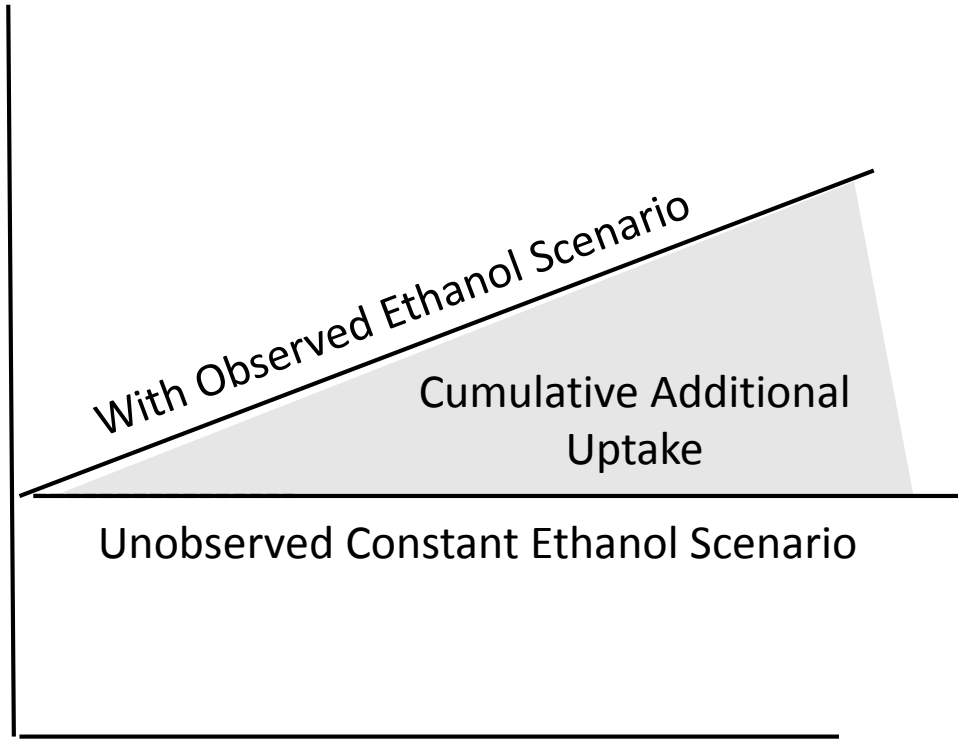 With Observed Ethanol Scenario
Cumulative Additional
Uptake
Unobserved Constant Ethanol Scenario